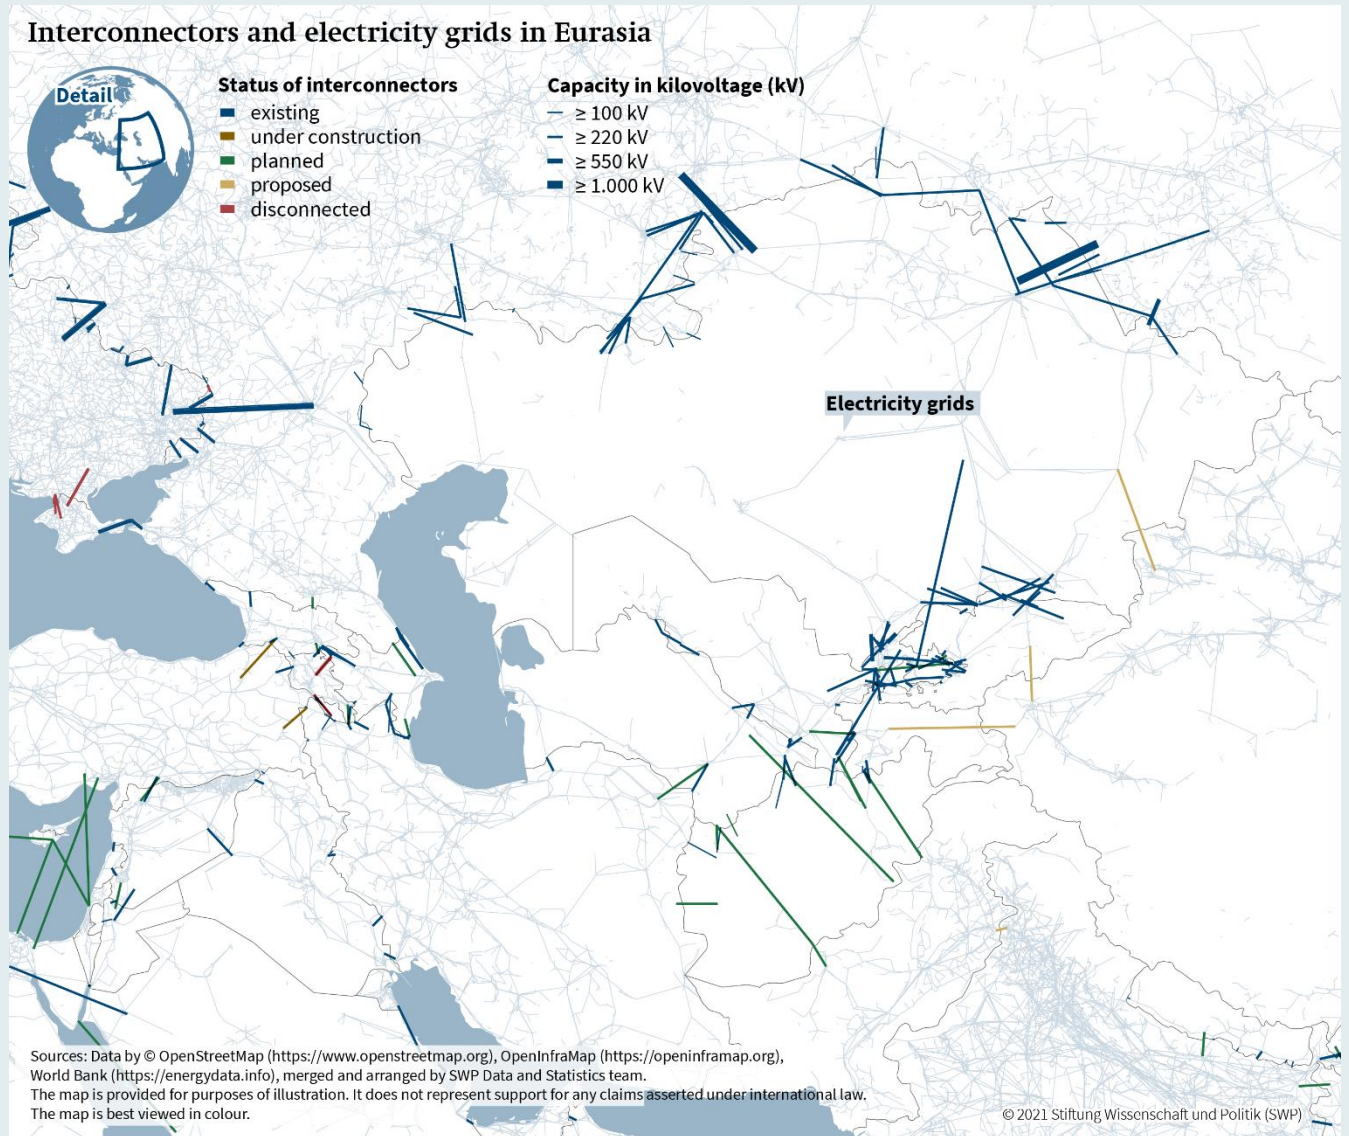 Interconnectors and electricity grids in Eurasia
Detail
Status of interconnectors
existing
under construction
planned
proposed
disconnected
Capacity in kilovoltage (kV)
≥ 100 kV
≥ 220 kV
≥ 550 kV
≥ 1.000 kV
Electricity grids
Sources: Data by © OpenStreetMap (https://www.openstreetmap.org), OpenInfraMap (https://openinframap.org),
World Bank (https://energydata.info), merged and arranged by SWP Data and Statistics team.
The map is provided for purposes of illustration. It does not represent support for any claims asserted under international law.
The map is best viewed in colour.
© 2021 Stiftung Wissenschaft und Politik (SWP)